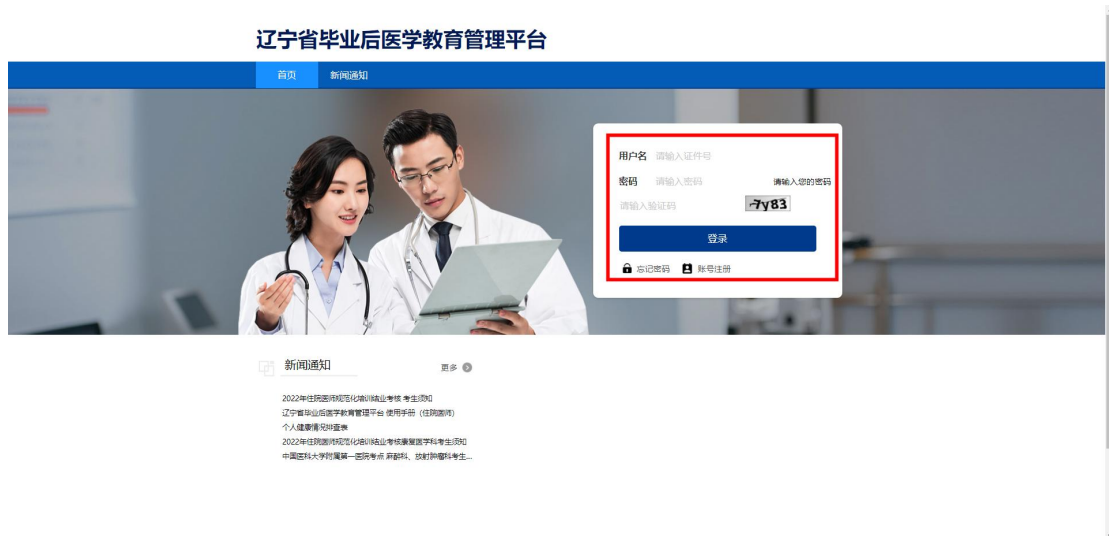 辽宁省毕业后医学教育管理平台
首页 新闻通知
用户名 请输入证件号
密码 请输入密码 请输入您的密码
请输入验证码 7y83
登录
忘记密码 账号注册
新闻通知 更多
2022年住院医师规范化培训结业考核 考生须知
辽宁省毕业后医学教育管理平台 使用手册（住院医师）
个人健康情况排查表
2022年住院医师规范化培训结业考核康复医学科考生须知
中国医科大学附属第一医院考点 麻醉科、放射肿瘤科考生...